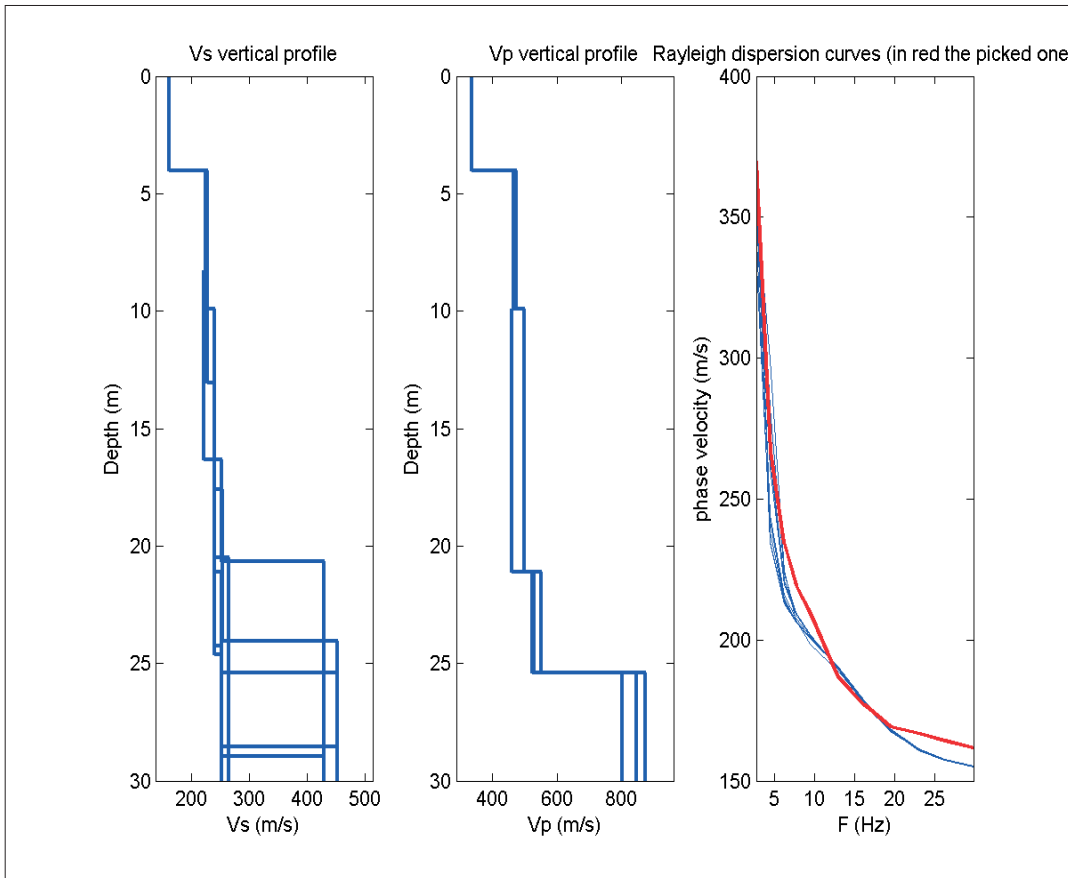 Vs vertical profile
Vp vertical profile
Rayleigh dispersion curves (in red the picked one
0
5
10
15
20
25
30
Depth (m)
200 300 400 500
Vs (m/s)
0
5
10
15
20
25
30
Depth (m)
400 600 800
Vp (m/s)
400
350
300
250
200
150
phase velocity (m/s)
5 10 15 20 25
F (Hz)